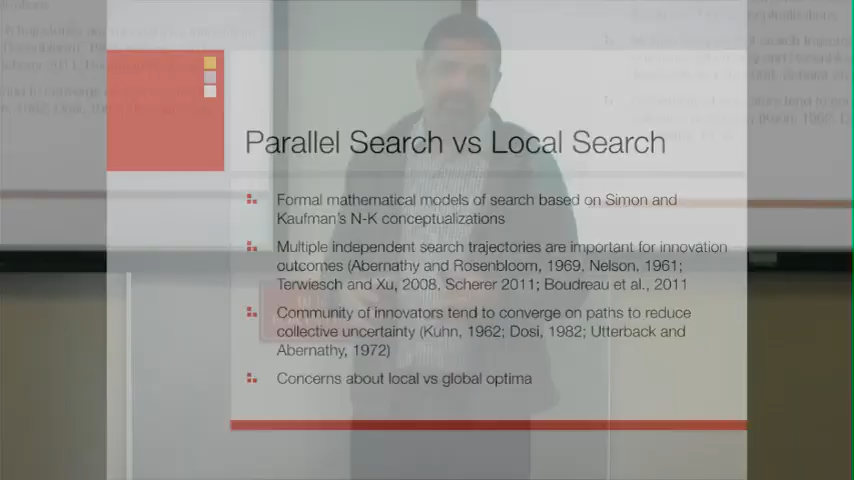 Parallel Search vs Local Search
Formal mathematical models of search based on Simon and
Kaufman's N-K conceptualizations
Multiple independent search trajectories are important for innovation
outcomes (Abernathy and Rosenbloom, 1969, Nelson, 1961;
Terwiesch and Xu, 2008, Scherer 2011; Boudreau et al., 2011
Community of innovators tend to converge on paths to reduce
collective uncertainty (Kuhn, 1962; Dosi, 1982; Utterback and
Abernathy, 1972)
Concerns about local vs global optima